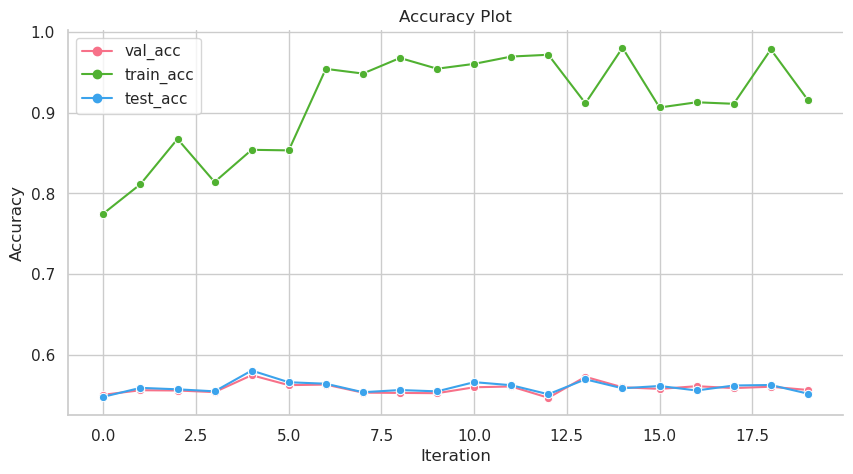 Accuracy Plot
val_acc
train_acc
test_acc
Accuracy
1.0
0.9
0.8
0.7
0.6
0.0 2.5 5.0 7.5 10.0 12.5 15.0 17.5
Iteration